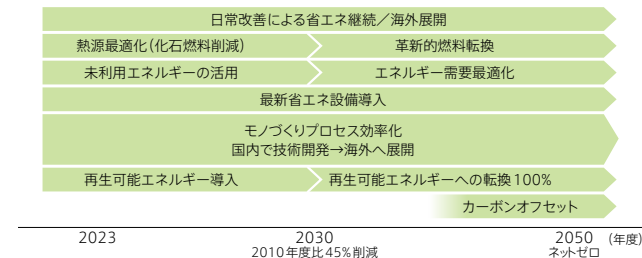 日常改善による省エネ継続／海外展開
熱源最適化（化石燃料削減）
革新的燃料転換
未利用エネルギーの活用
エネルギー需要最適化
最新省エネ設備導入
モノづくりプロセス効率化
国内で技術開発→海外へ展開
再生可能エネルギー導入
再生可能エネルギーへの転換100%
カーボンオフセット
2023
2030
2050
（年度）
2010年度比45%削減
ネットゼロ